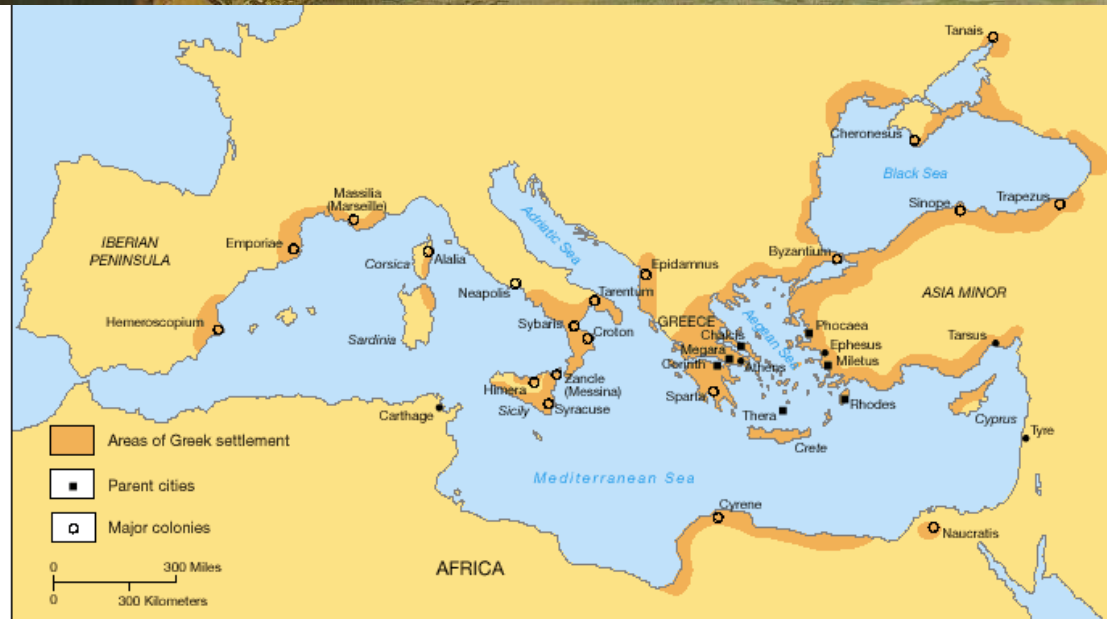 Tanais
Cheronesus
Black Sea
Massilia
(Marseille)
Sinope
Trapezus
Adriatic Sea
IBERIAN
PENINSULA
Emporiae
Corsica
Alalia
Byzantium
Epidamnus
Neapolis
Tarentum
ASIA MINOR
Hemeroscopium
Sardinia
Sybaris
Croton
GREECE
Aegean Sea
Phocaea
Chalcis
Ephesus
Tarsus
Megara
Miletus
Corinth
Athens
Himera
Zancle
(Messina)
Sparta
Sicily
Syracuse
Rhodes
Carthage
Thera
Cyprus
Tyre
Crete
Areas of Greek settlement
Parent cities
Mediterranean Sea
Major colonies
Cyrene
Naucratis
0 300 Miles
0 300 Kilometers
AFRICA